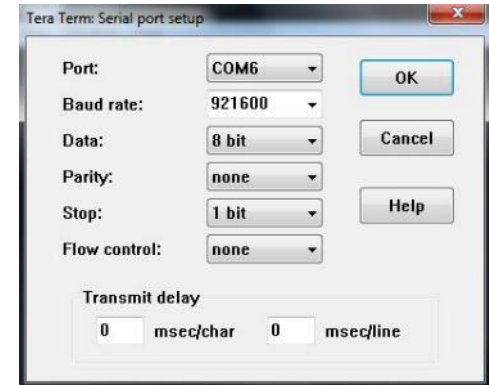 Tera Term: Serial port setup
Port: COM6
OK
Baud rate: 921600
Data: 8 bit
Cancel
Parity: none
Stop: 1 bit
Help
Flow control: none
Transmit delay
0 msec/char 0 msec/line